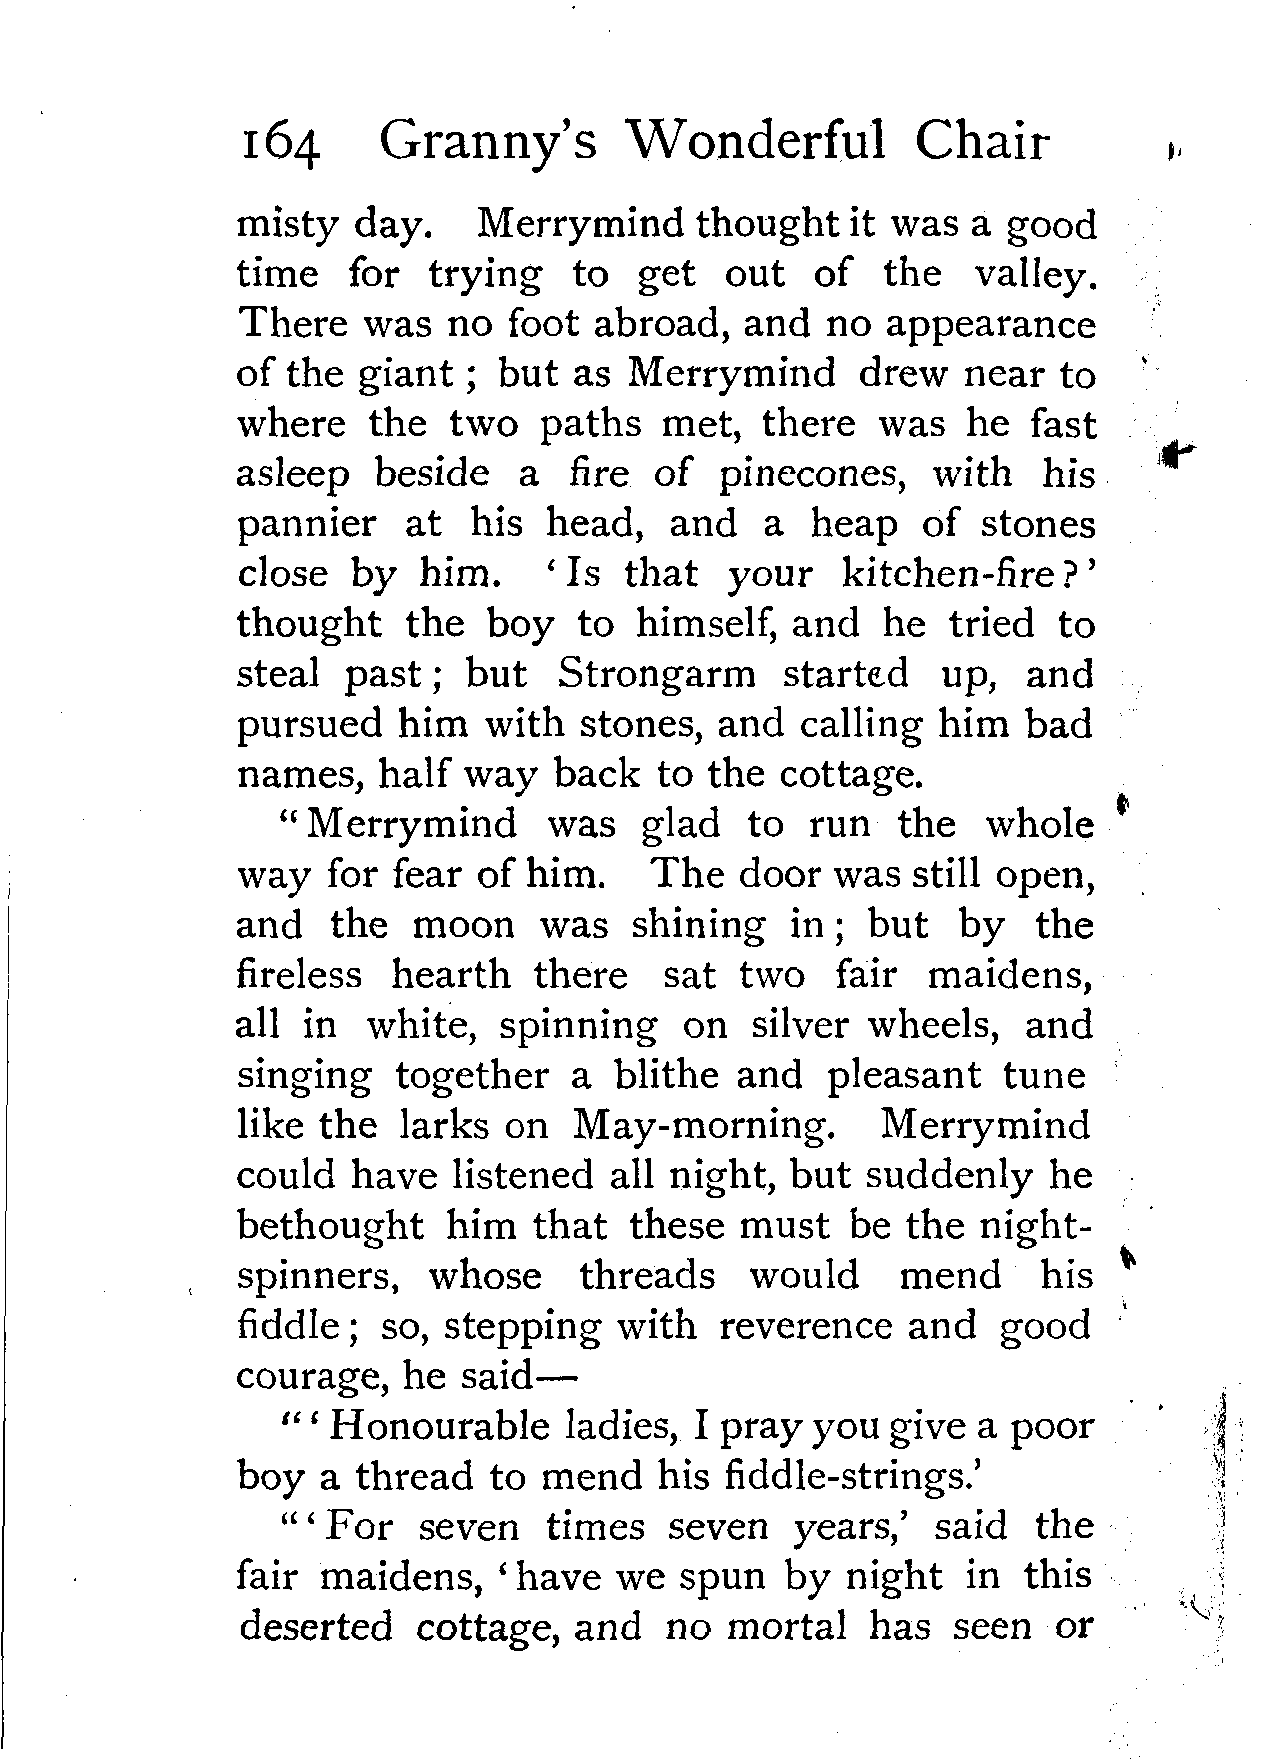 164 Granny's Wonderful Chair
misty day. Merrymind thought it was a good
time for trying to get out of the valley.
There was no foot abroad, and no appearance
of the giant ; but as Merrymind drew near to
where the two paths met, there was he fast
asleep beside a fire of pinecones, with his
pannier at his head, and a heap of stones
close by him. ‘ Is that your kitchen-fire ? ’
thought the boy to himself, and he tried to
steal past ; but Strongarm started up, and
pursued him with stones, and calling him bad
names, half way back to the cottage.
“ Merrymind was glad to run the whole
way for fear of him. The door was still open,
and the moon was shining in ; but by the
fireless hearth there sat two fair maidens,
all in white, spinning on silver wheels, and
singing together a blithe and pleasant tune
like the larks on May-morning. Merrymind
could have listened all night, but suddenly he
bethought him that these must be the night-
spinners, whose threads would mend his
fiddle ; so, stepping with reverence and good
courage, he said—
“ ‘ Honourable ladies, I pray you give a poor
boy a thread to mend his fiddle-strings.’
“ ‘ For seven times seven years,’ said the
fair maidens, ‘ have we spun by night in this
deserted cottage, and no mortal has seen or